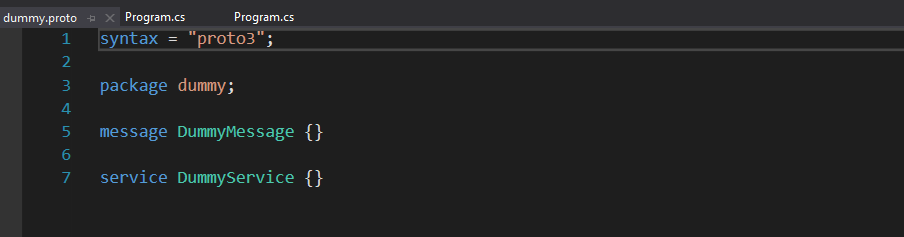 dummy.proto Program.cs Program.cs
1 syntax = "proto3";
2
3 package dummy;
4
5 message DummyMessage {}
6
7 service DummyService {}